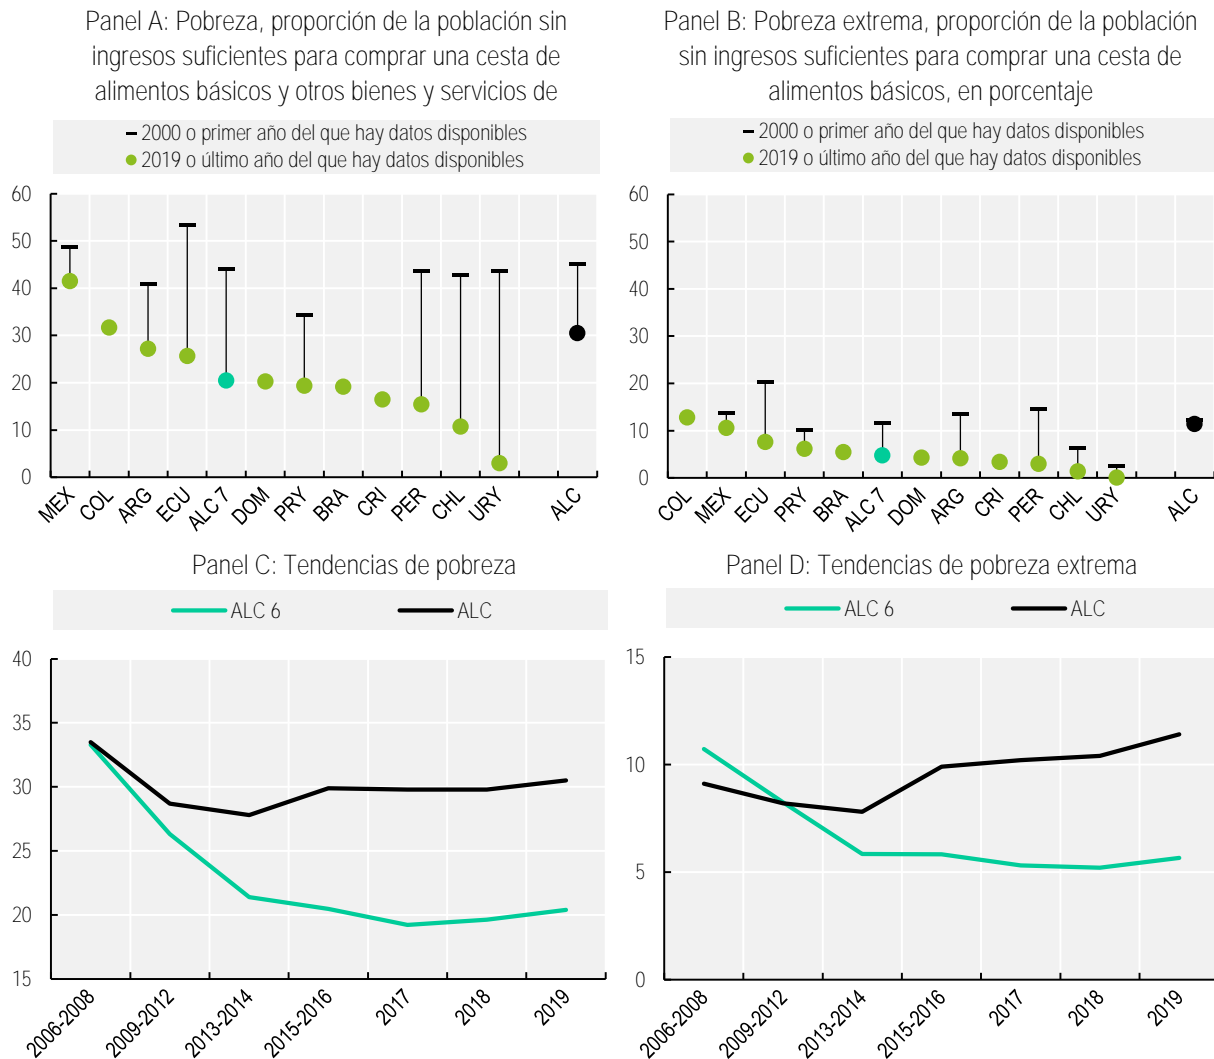 Panel A: Pobreza, proporción de la población sin
ingresos suficientes para comprar una cesta de
alimentos básicos y otros bienes y servicios de
2000 o primer año del que hay datos disponibles
2019 o último año del que hay datos disponibles
60
50
40
30
20
10
0
MEX
COL
ARG
ECU
ALC 7
DOM
PRY
BRA
CRI
PER
CHL
URY
ALC
Panel B: Pobreza extrema, proporción de la población
sin ingresos suficientes para comprar una cesta de
alimentos básicos, en porcentaje
2000 o primer año del que hay datos disponibles
2019 o último año del que hay datos disponibles
60
50
40
30
20
10
0
COL
MEX
ECU
PRY
BRA
ALC 7
DOM
ARG
CRI
PER
CHL
URY
ALC
Panel C: Tendencias de pobreza
ALC 6
ALC
40
35
30
25
20
15
2006-2008
2009-2012
2013-2014
2015-2016
2017
2018
2019
Panel D: Tendencias de pobreza extrema
ALC 6
ALC
15
10
5
0
2006-2008
2009-2012
2013-2014
2015-2016
2017
2018
2019